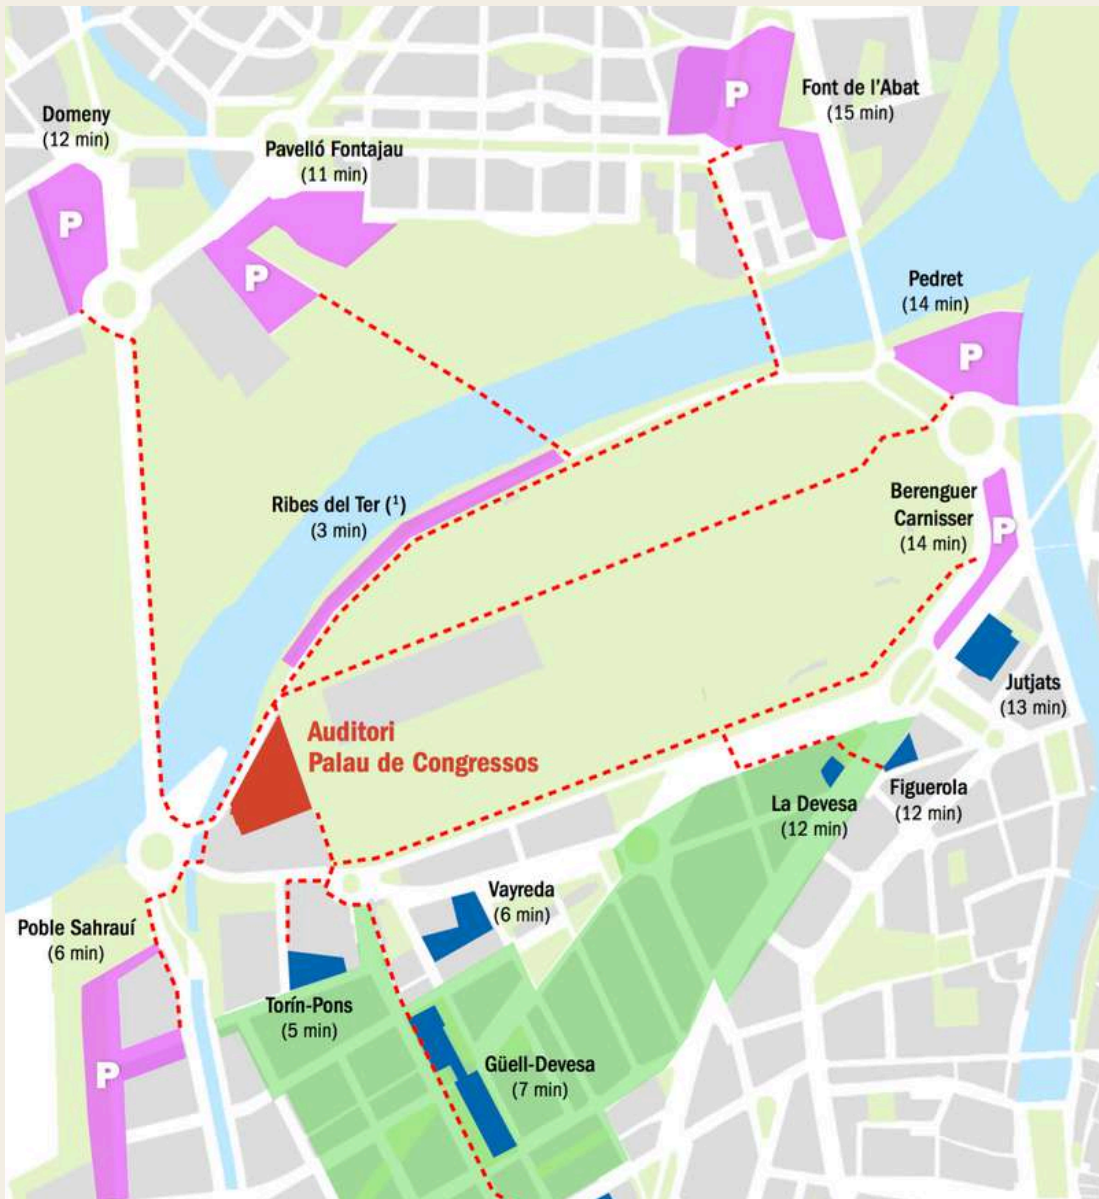 Domeny
(12 min)
P
Pavelló Fontajau
(11 min)
P
P
Font de l'Abat
(15 min)
Pedret
(14 min)
P
Ribes del Ter (¹)
(3 min)
Berenguer
Carnisser
(14 min)
P
Jutjats
(13 min)
Auditori
Palau de Congressos
Figuerola
(12 min)
La Devesa
(12 min)
Vayreda
(6 min)
Poble Sahrauí
(6 min)
Torín-Pons
(5 min)
Güell-Devesa
(7 min)
P